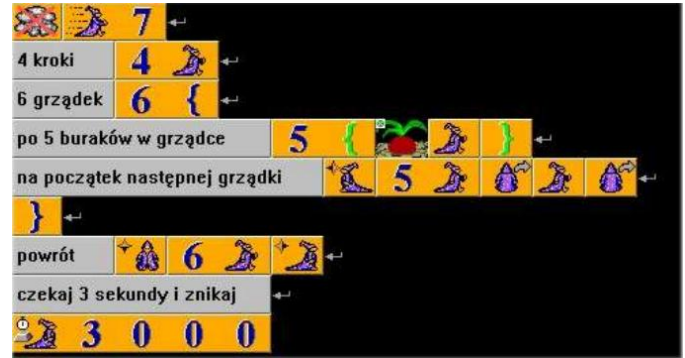 7
4 kroki 4
6 grządek 6 {
po 5 buraków w grządce 5 { }
na początek następnej grządki 5
}
powrót 6
czekaj 3 sekundy i znikaj
3 0 0 0